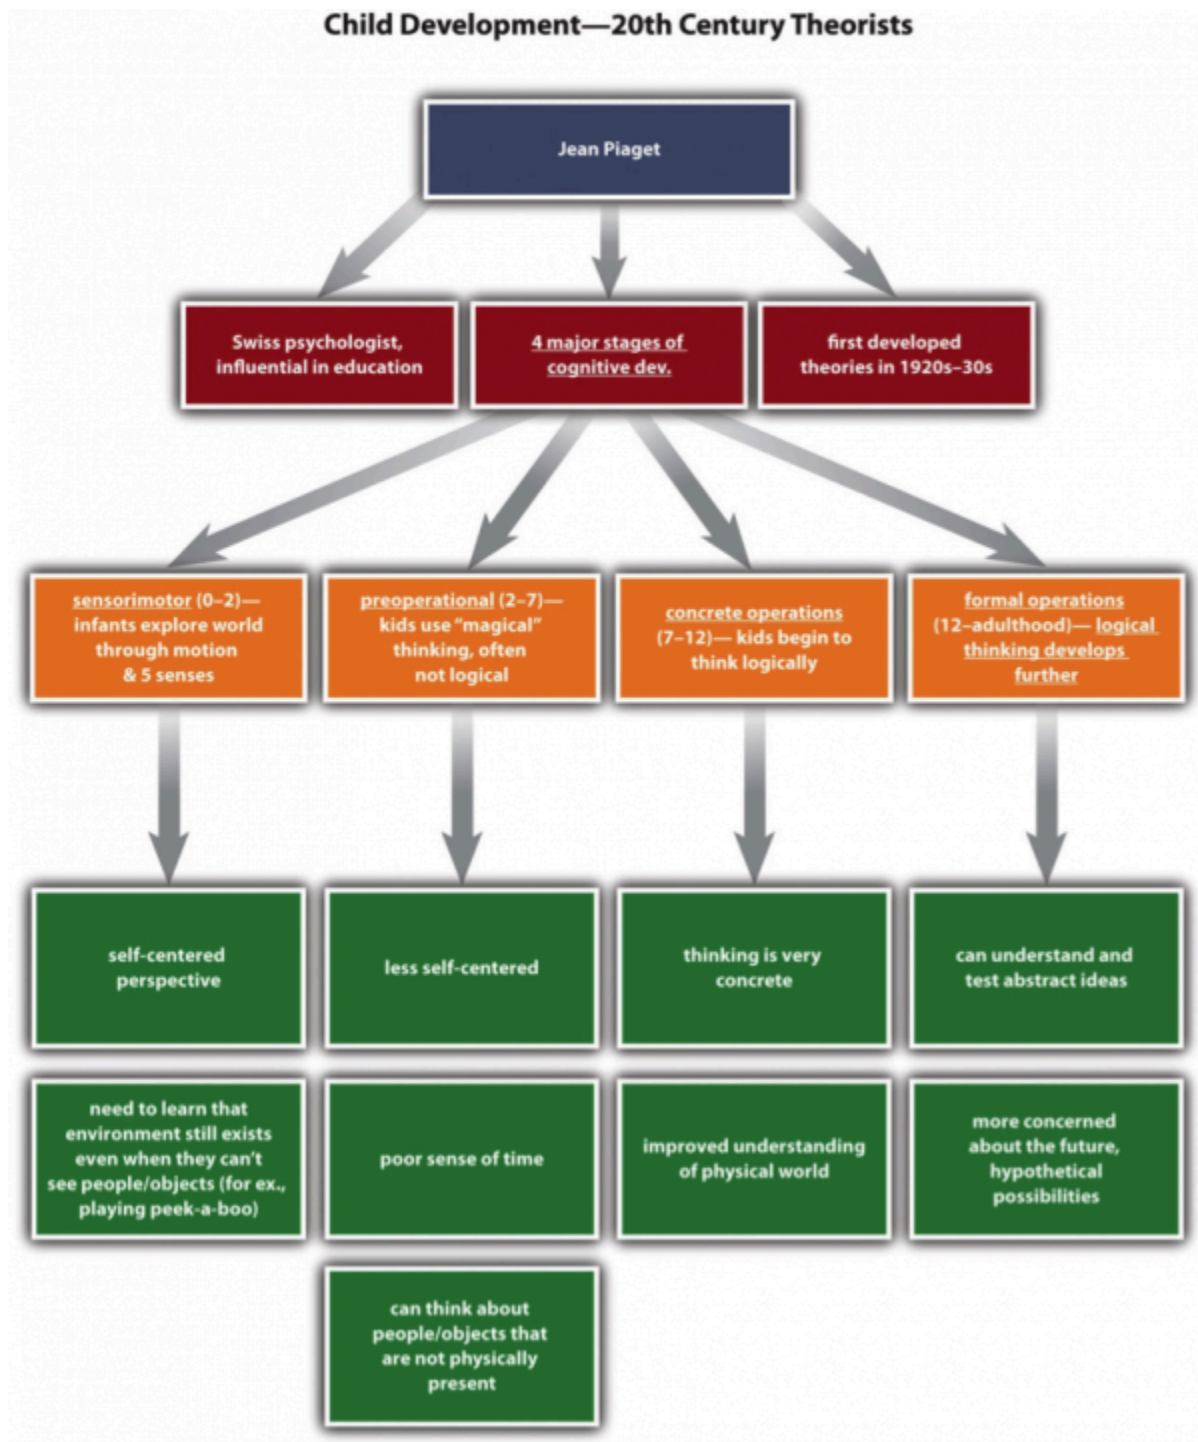 Child Development—20th Century Theorists
Jean Piaget
Swiss psychologist,
influential in education
4 major stages of
cognitive dev.
first developed
theories in 1920s–30s
sensorimotor (0–2)—
infants explore world
through motion
& 5 senses
preoperational (2–7)—
kids use “magical”
thinking, often
not logical
concrete operations
(7–12)— kids begin to
think logically
formal operations
(12–adulthood)— logical
thinking develops
further
self-centered
perspective
less self-centered
thinking is very
concrete
can understand and
test abstract ideas
need to learn that
environment still exists
even when they can’t
see people/objects (for ex.,
playing peek-a-boo)
poor sense of time
improved understanding
of physical world
more concerned
about the future,
hypothetical
possibilities
can think about
people/objects that
are not physically
present